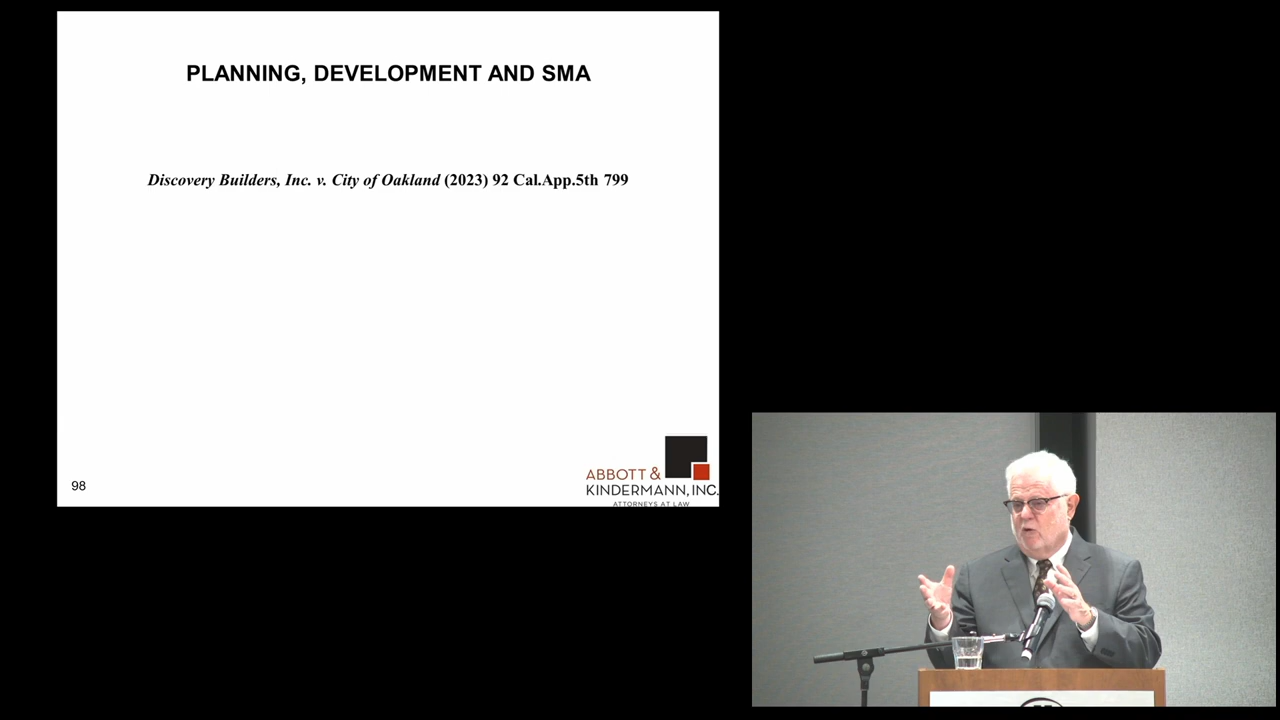 PLANNING, DEVELOPMENT AND SMA
Discovery Builders, Inc. v. City of Oakland (2023) 92 Cal.App.5th 799
98
ABBOTT &
KINDERMANN, INC.
ATTORNEYS AT LAW